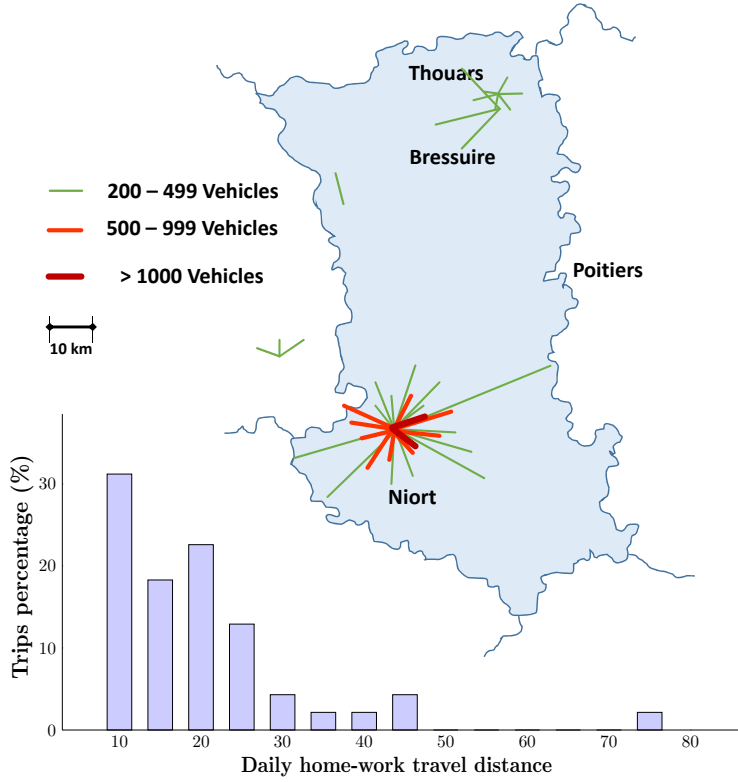 Thouars
Bressuire
200 – 499 Vehicles
500 – 999 Vehicles
> 1000 Vehicles
Poitiers
10 km
Niort
Trips percentage (%)
30
20
10
0
10 20 30 40 50 60 70 80
Daily home-work travel distance